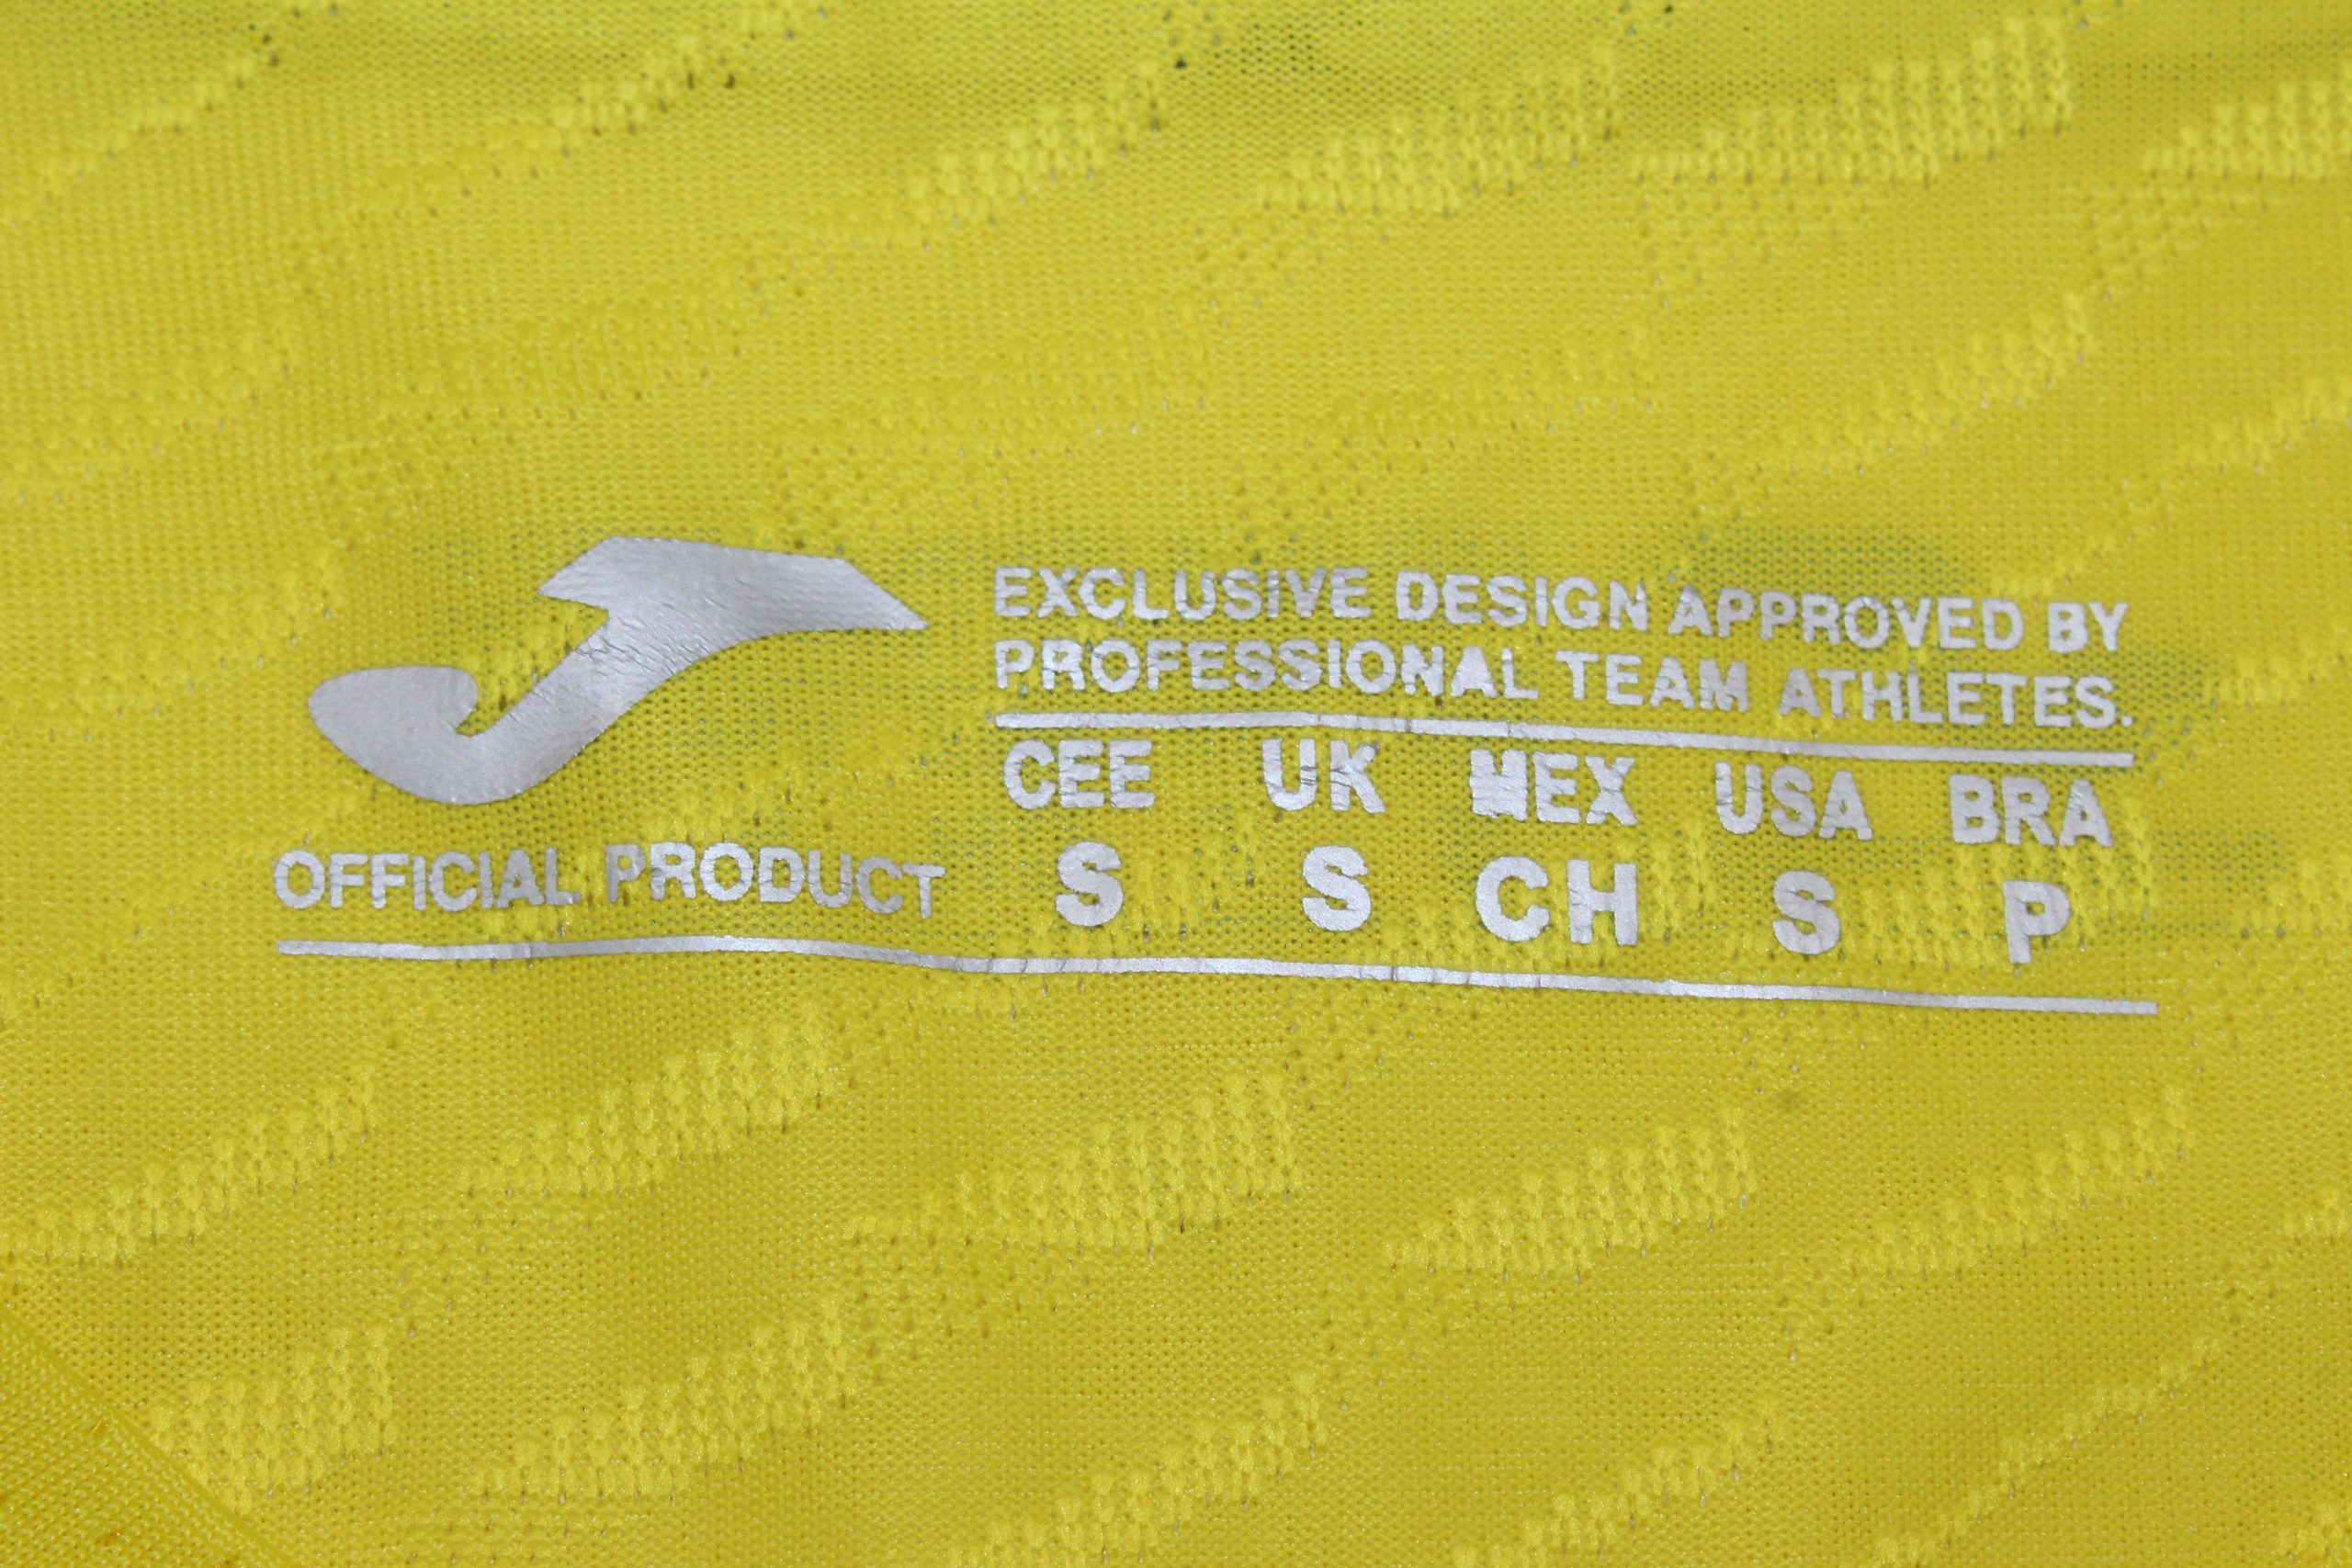 EXCLUSIVE DESIGN APPROVED BY
PROFESSIONAL TEAM ATHLETES.
CEE UK MEX USA BRA
S S CH S P
OFFICIAL PRODUCT